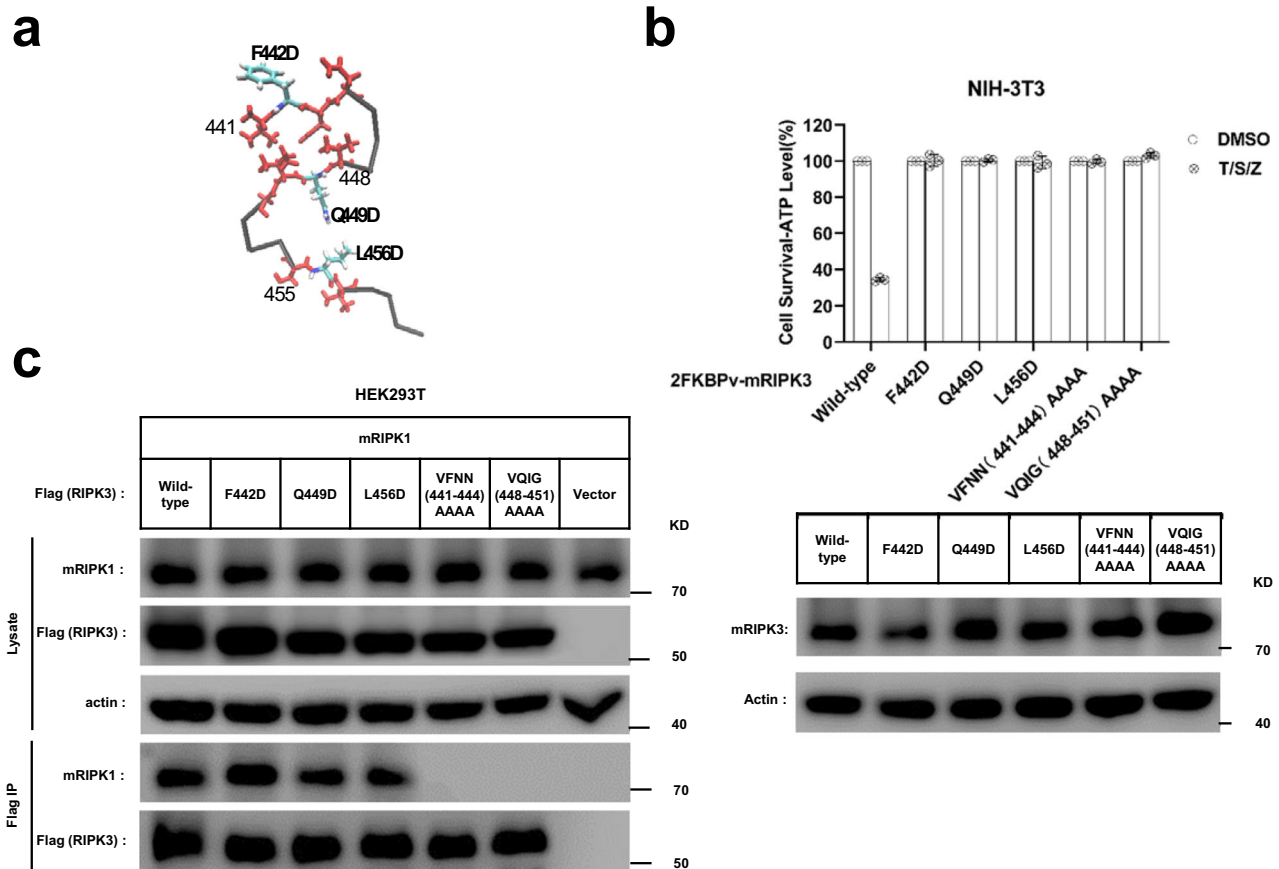 a
F442D
441
448
Q449D
L456D
455
b
NIH-3T3
Cell Survival-ATP Level(%)
120
100
80
60
40
20
0
DMSO
T/S/Z
2FKBPv-mRIPK3
Wild-type
F442D
Q449D
L456D
VFNN(441-444) AAAA
VQIG(448-451) AAAA
Wild-
type
F442D
Q449D
L456D
VFNN
(441-444)
AAAA
VQIG
(448-451)
AAAA
KD
mRIPK3:
70
Actin :
40
c
HEK293T
mRIPK1
Flag (RIPK3) :
Wild-
type
F442D
Q449D
L456D
VFNN
(441-444)
AAAA
VQIG
(448-451)
AAAA
Vector
KD
Lysate
mRIPK1 :
70
Flag (RIPK3) :
50
actin :
40
Flag IP
mRIPK1 :
70
Flag (RIPK3) :
50